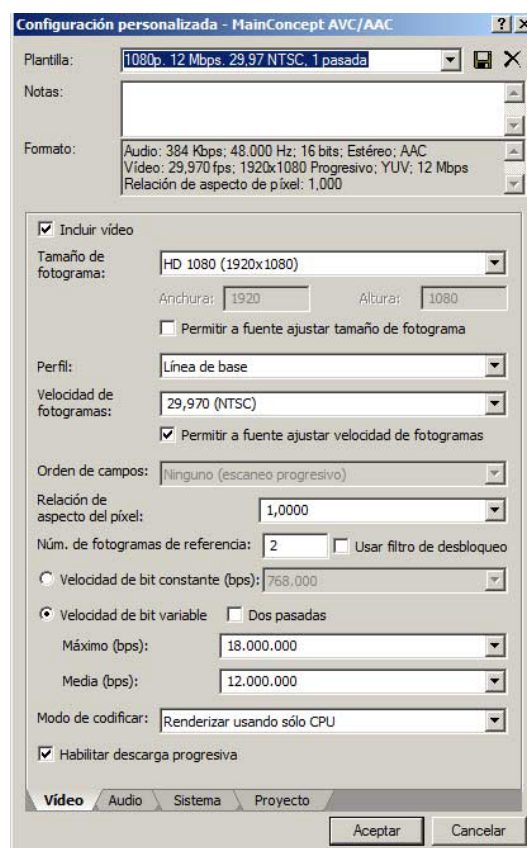 Configuración personalizada - MainConcept AVC/AAC
Plantilla: 1080p. 12 Mbps. 29,97 NTSC, 1 pasada
Notas:
Formato: Audio: 384 Kbps; 48.000 Hz; 16 bits; Estéreo; AAC
Vídeo: 29,970 fps; 1920x1080 Progresivo; YUV; 12 Mbps
Relación de aspecto de píxel: 1,000
Incluir vídeo
Tamaño de fotograma: HD 1080 (1920x1080)
Anchura: 1920 Altura: 1080
Permitir a fuente ajustar tamaño de fotograma
Perfil: Línea de base
Velocidad de fotogramas: 29,970 (NTSC)
Permitir a fuente ajustar velocidad de fotogramas
Orden de campos: Ninguno (escaneo progresivo)
Relación de aspecto del píxel: 1,0000
Núm. de fotogramas de referencia: 2 Usar filtro de desbloqueo
Velocidad de bit constante (bps): 768.000
Velocidad de bit variable Dos pasadas
Máximo (bps): 18.000.000
Media (bps): 12.000.000
Modo de codificar: Renderizar usando sólo CPU
Habilitar descarga progresiva
Vídeo Audio Sistema Proyecto
Aceptar Cancelar